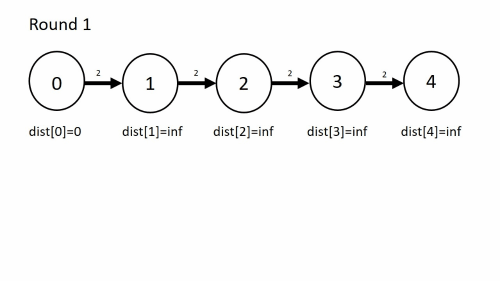 Round 1
2 2 2 2
0 1 2 3 4
dist[0]=0 dist[1]=inf dist[2]=inf dist[3]=inf dist[4]=inf